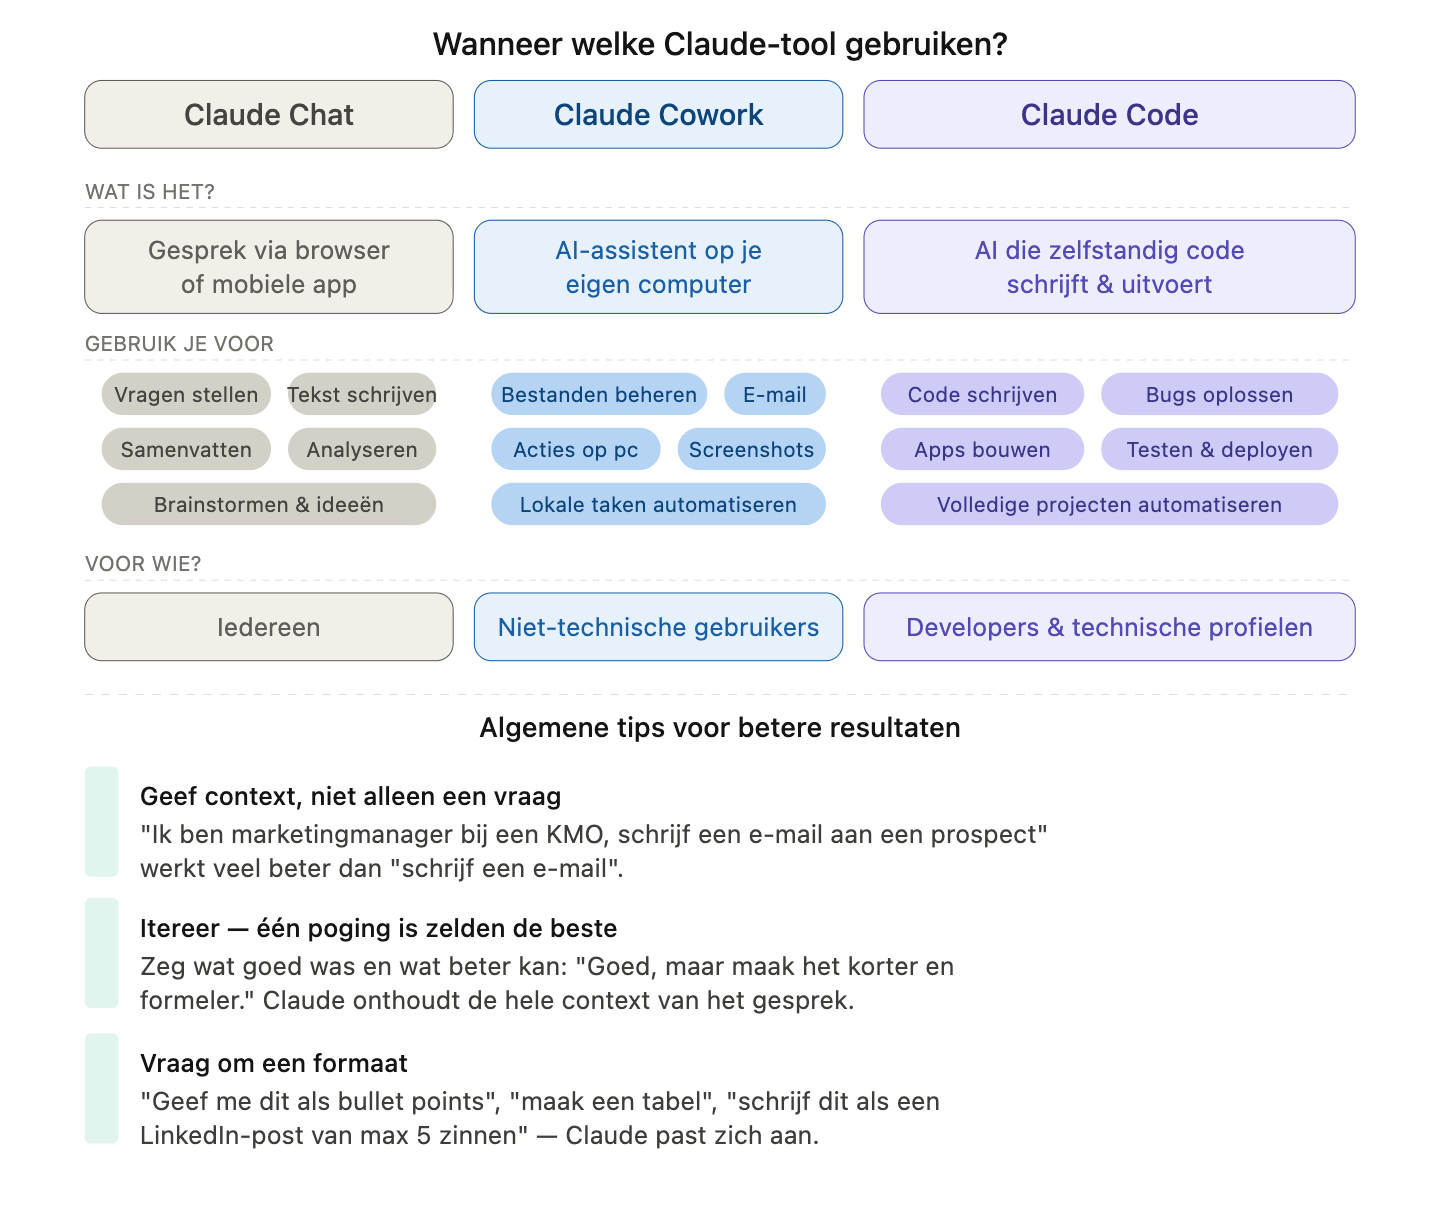 Wanneer welke Claude-tool gebruiken?
Claude Chat
Claude Cowork
Claude Code
WAT IS HET?
Gesprek via browser
of mobiele app
AI-assistent op je
eigen computer
AI die zelfstandig code
schrijft & uitvoert
GEBRUIK JE VOOR
Vragen stellen
Tekst schrijven
Samenvatten
Analyseren
Brainstormen & ideeën
Bestanden beheren
E-mail
Acties op pc
Screenshots
Lokale taken automatiseren
Code schrijven
Bugs oplossen
Apps bouwen
Testen & deployen
Volledige projecten automatiseren
VOOR WIE?
Iedereen
Niet-technische gebruikers
Developers & technische profielen
Algemene tips voor betere resultaten
Geef context, niet alleen een vraag
"Ik ben marketingmanager bij een KMO, schrijf een e-mail aan een prospect"
werkt veel beter dan "schrijf een e-mail".
Itereer — één poging is zelden de beste
Zeg wat goed was en wat beter kan: "Goed, maar maak het korter en
formeler." Claude onthoudt de hele context van het gesprek.
Vraag om een formaat
"Geef me dit als bullet points", "maak een tabel", "schrijf dit als een
LinkedIn-post van max 5 zinnen" — Claude past zich aan.